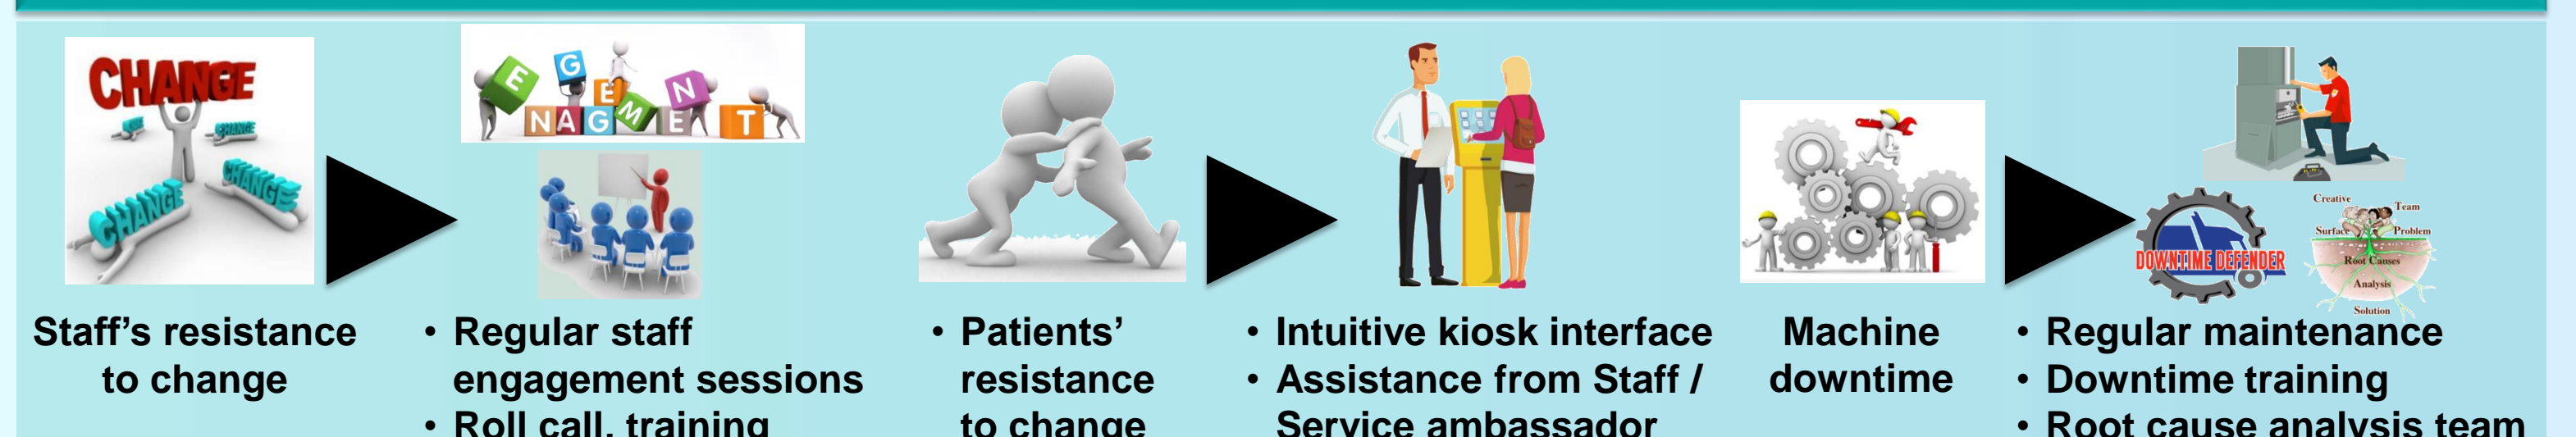 CHANGE
CHANGE
CHANGE
CHANGE
CHANGE
E
G
E
N
N A G M E T
DOWNTIME DEFENDER
Creative Team
Surface Problem
Root Causes
Analysis
Solution
Staff's resistance
to change
• Regular staff
engagement sessions
• Roll call, training
• Patients'
resistance
to change
• Intuitive kiosk interface
• Assistance from Staff /
Service ambassador
Machine
downtime
• Regular maintenance
• Downtime training
• Root cause analysis team